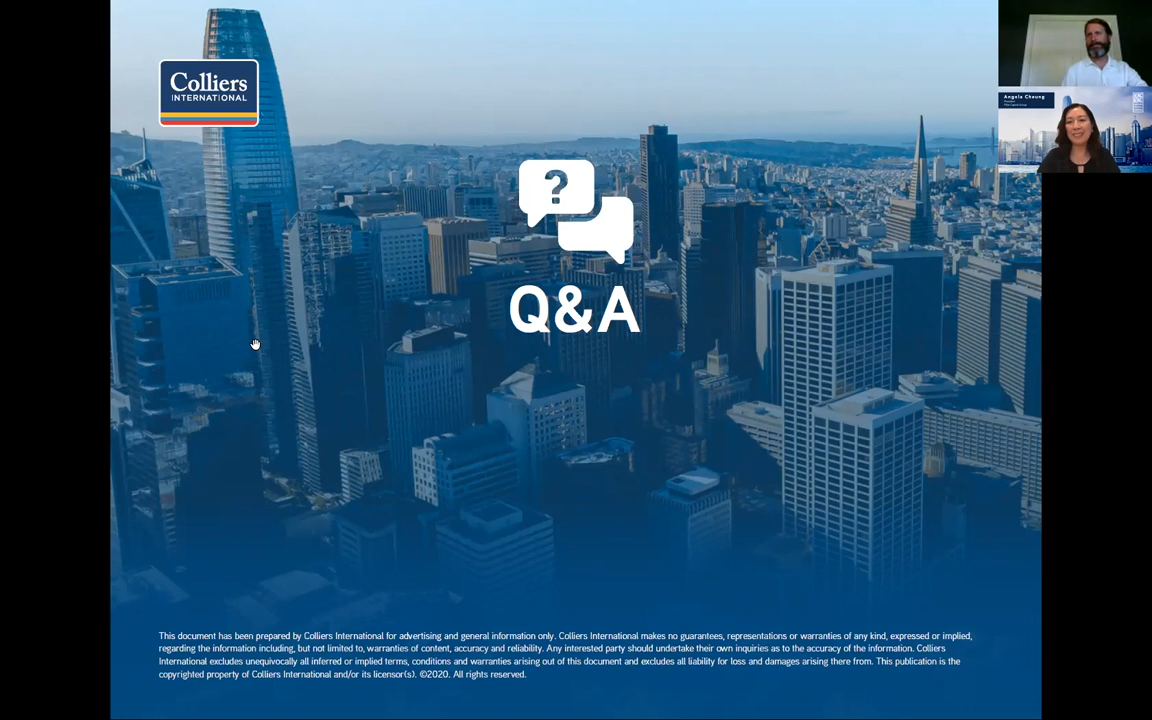 Colliers
INTERNATIONAL
?
Q&A
Angela Cheung
This document has been prepared by Colliers International for advertising and general information only. Colliers International makes no guarantees, representations or warranties of any kind, expressed or implied,
regarding the information including, but not limited to, warranties of content, accuracy and reliability. Any interested party should undertake their own inquiries as to the accuracy of the information. Colliers
International excludes unequivocally all inferred or implied terms, conditions and warranties arising out of this document and excludes all liability for loss and damages arising there from. This publication is the
copyrighted property of Colliers International and/or its licensor(s). ©2020. All rights reserved.